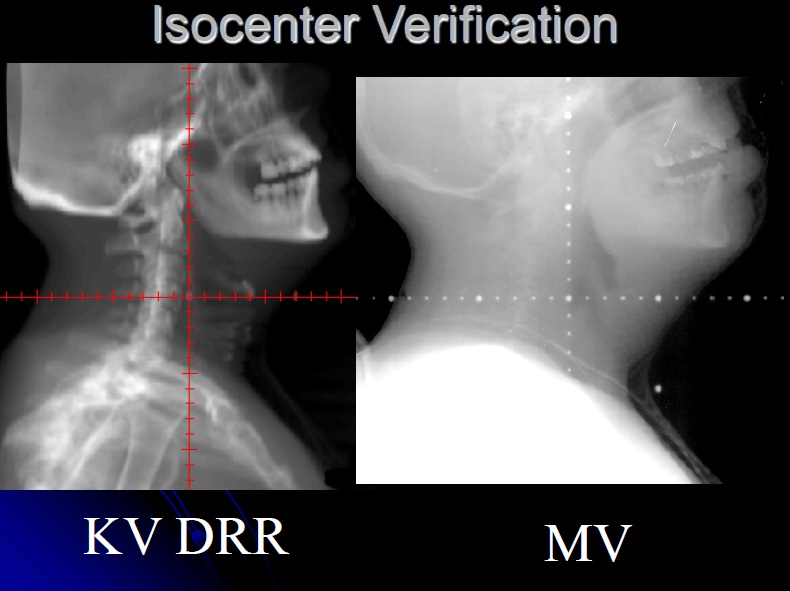 Isocenter Verification
KV DRR
MV